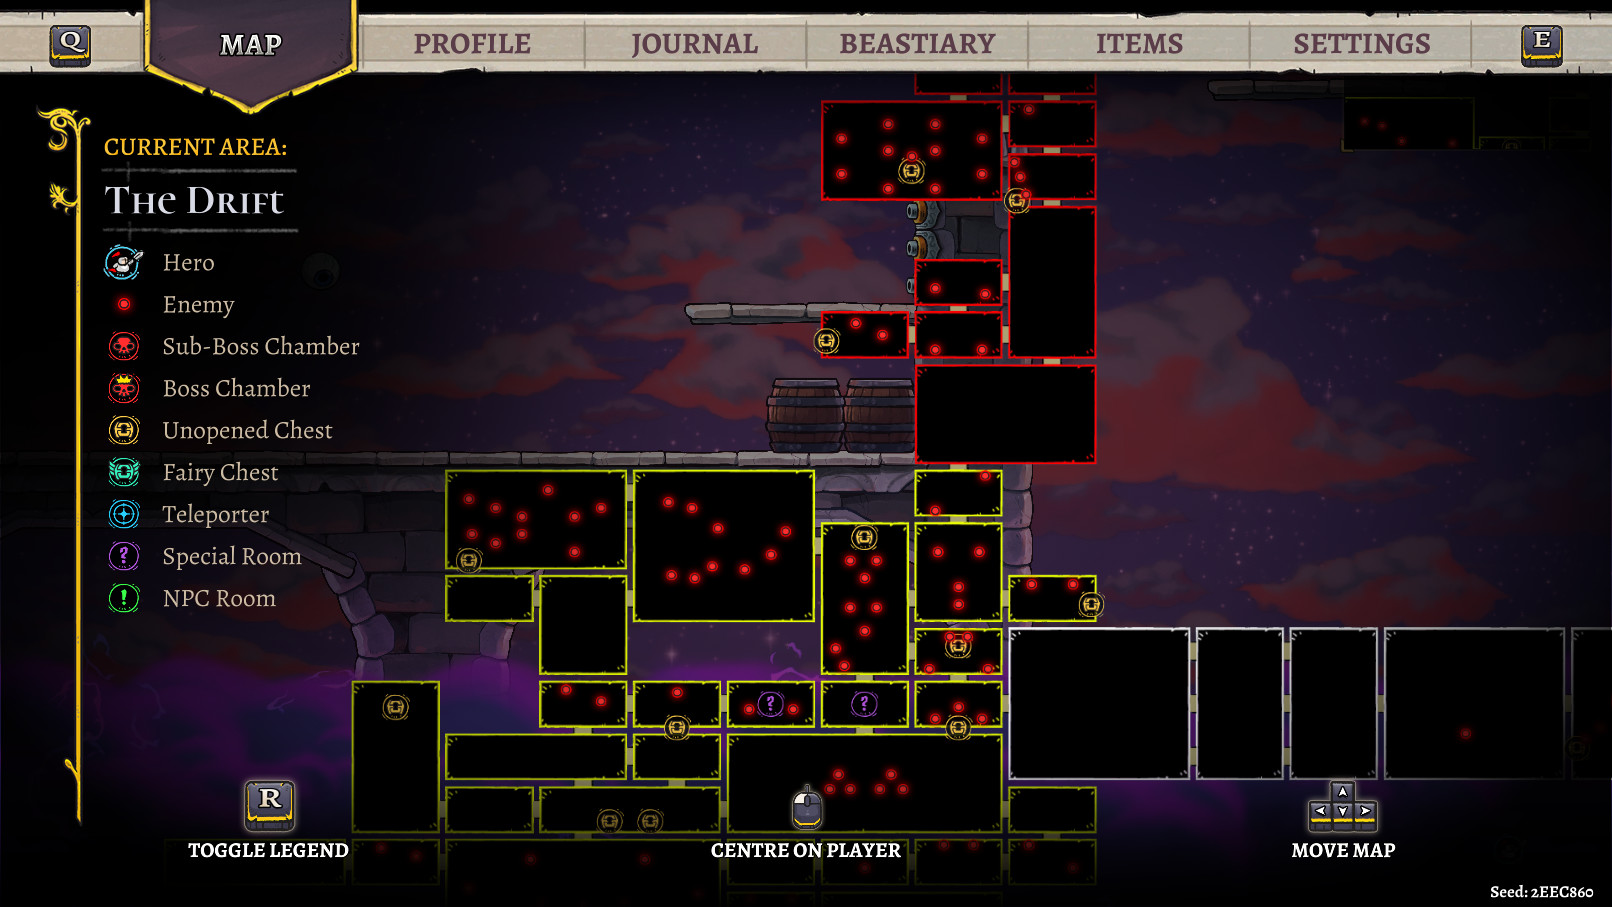 Q MAP PROFILE JOURNAL BEASTIARY ITEMS SETTINGS E
CURRENT AREA:
The Drift
Hero
Enemy
Sub-Boss Chamber
Boss Chamber
Unopened Chest
Fairy Chest
Teleporter
? Special Room
! NPC Room
? ?
R
TOGGLE LEGEND CENTRE ON PLAYER MOVE MAP
Seed: 2EEC860